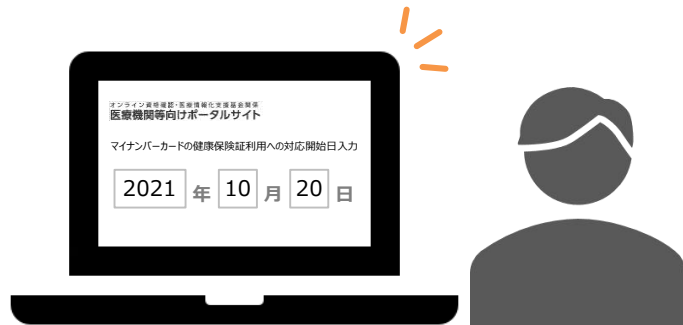 オンライン資格確認・医療情報化支援基金関係
医療機関等向けポータルサイト
マイナンバーカードの健康保険証利用への対応開始日入力
2021 年 10 月 20 日